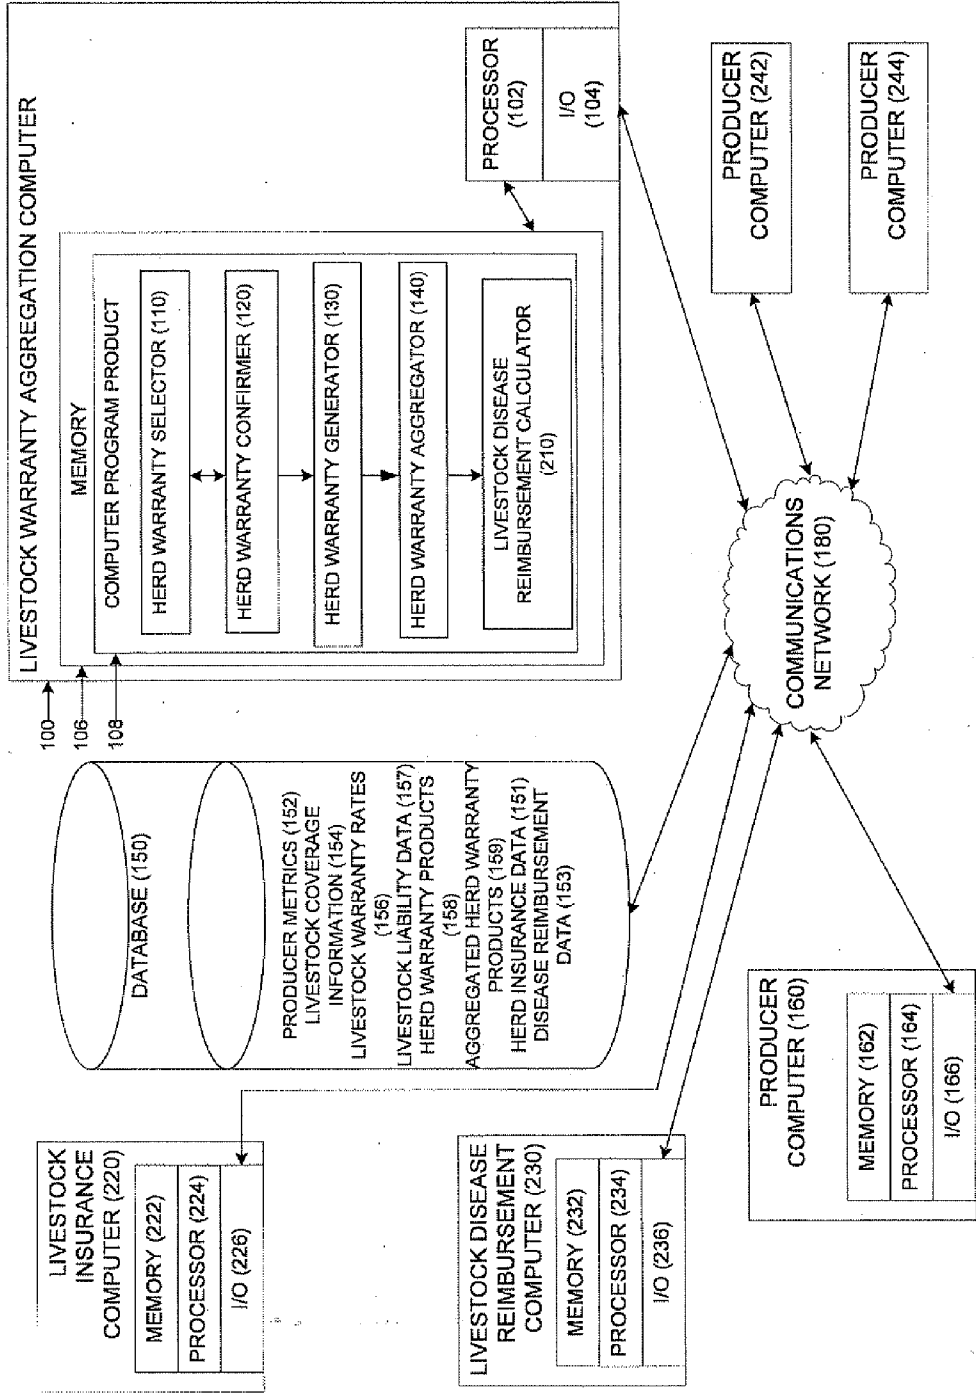 LIVESTOCK
INSURANCE
COMPUTER (220)
MEMORY (222)
PROCESSOR (224)
I/O (226)
DATABASE (150)
PRODUCER METRICS (152)
LIVESTOCK COVERAGE
INFORMATION (154)
LIVESTOCK WARRANTY RATES
(156)
LIVESTOCK LIABILITY DATA (157)
HERD WARRANTY PRODUCTS
(158)
AGGREGATED HERD WARRANTY
PRODUCTS (159)
HERD INSURANCE DATA (151)
DISEASE REIMBURSEMENT
DATA (153)
100
106
108
LIVESTOCK WARRANTY AGGREGATION COMPUTER
MEMORY
COMPUTER PROGRAM PRODUCT
HERD WARRANTY SELECTOR (110)
HERD WARRANTY CONFIRMER (120)
HERD WARRANTY GENERATOR (130)
HERD WARRANTY AGGREGATOR (140)
LIVESTOCK DISEASE
REIMBURSEMENT CALCULATOR
(210)
PROCESSOR
(102)
I/O
(104)
LIVESTOCK DISEASE
REIMBURSEMENT
COMPUTER (230)
MEMORY (232)
PROCESSOR (234)
I/O (236)
PRODUCER
COMPUTER (160)
MEMORY (162)
PROCESSOR (164)
I/O (166)
COMMUNICATIONS
NETWORK (180)
PRODUCER
COMPUTER (242)
PRODUCER
COMPUTER (244)